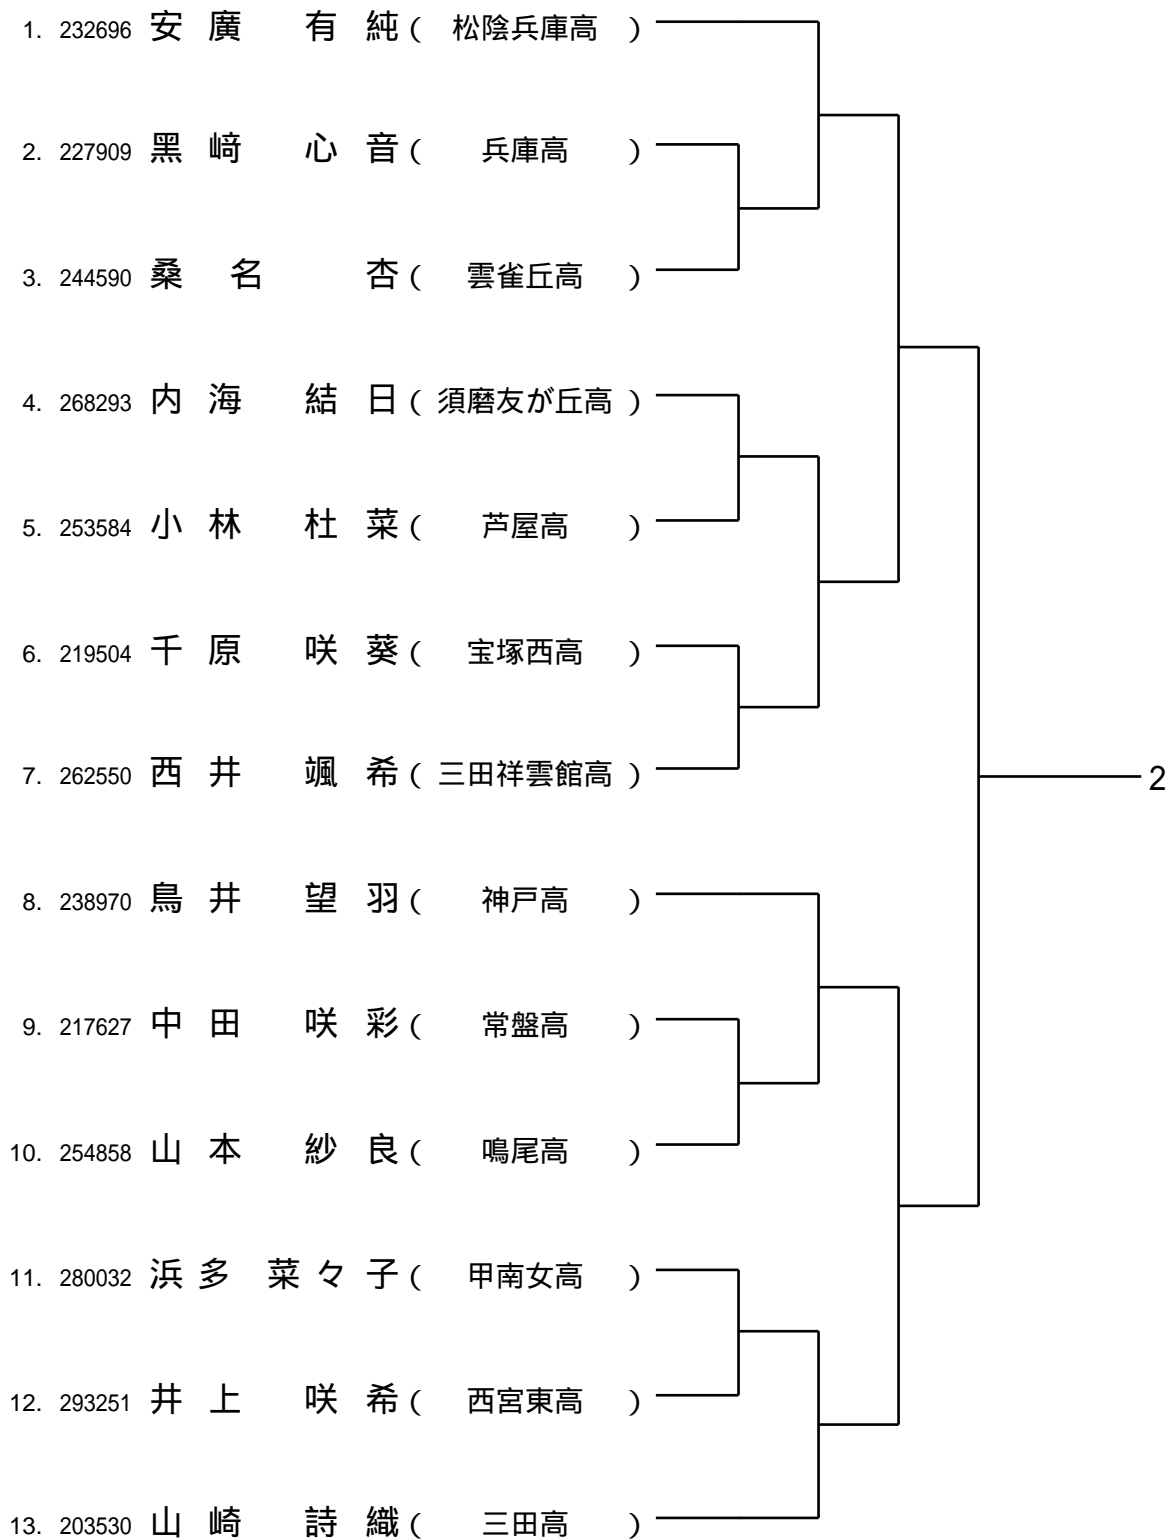 1. 232696 安廣 有純 ( 松陰兵庫高 )
2. 227909 黑﨑 心音 ( 兵庫高 )
3. 244590 桑名 杏 ( 雲雀丘高 )
4. 268293 内海 結日 ( 須磨友が丘高 )
5. 253584 小林 杜菜 ( 芦屋高 )
6. 219504 千原 咲葵 ( 宝塚西高 )
7. 262550 西井 颯希 ( 三田祥雲館高 )
2
8. 238970 鳥井 望羽 ( 神戸高 )
9. 217627 中田 咲彩 ( 常盤高 )
10. 254858 山本 紗良 ( 鳴尾高 )
11. 280032 浜多 菜々子 ( 甲南女高 )
12. 293251 井上 咲希 ( 西宮東高 )
13. 203530 山崎 詩織 ( 三田高 )